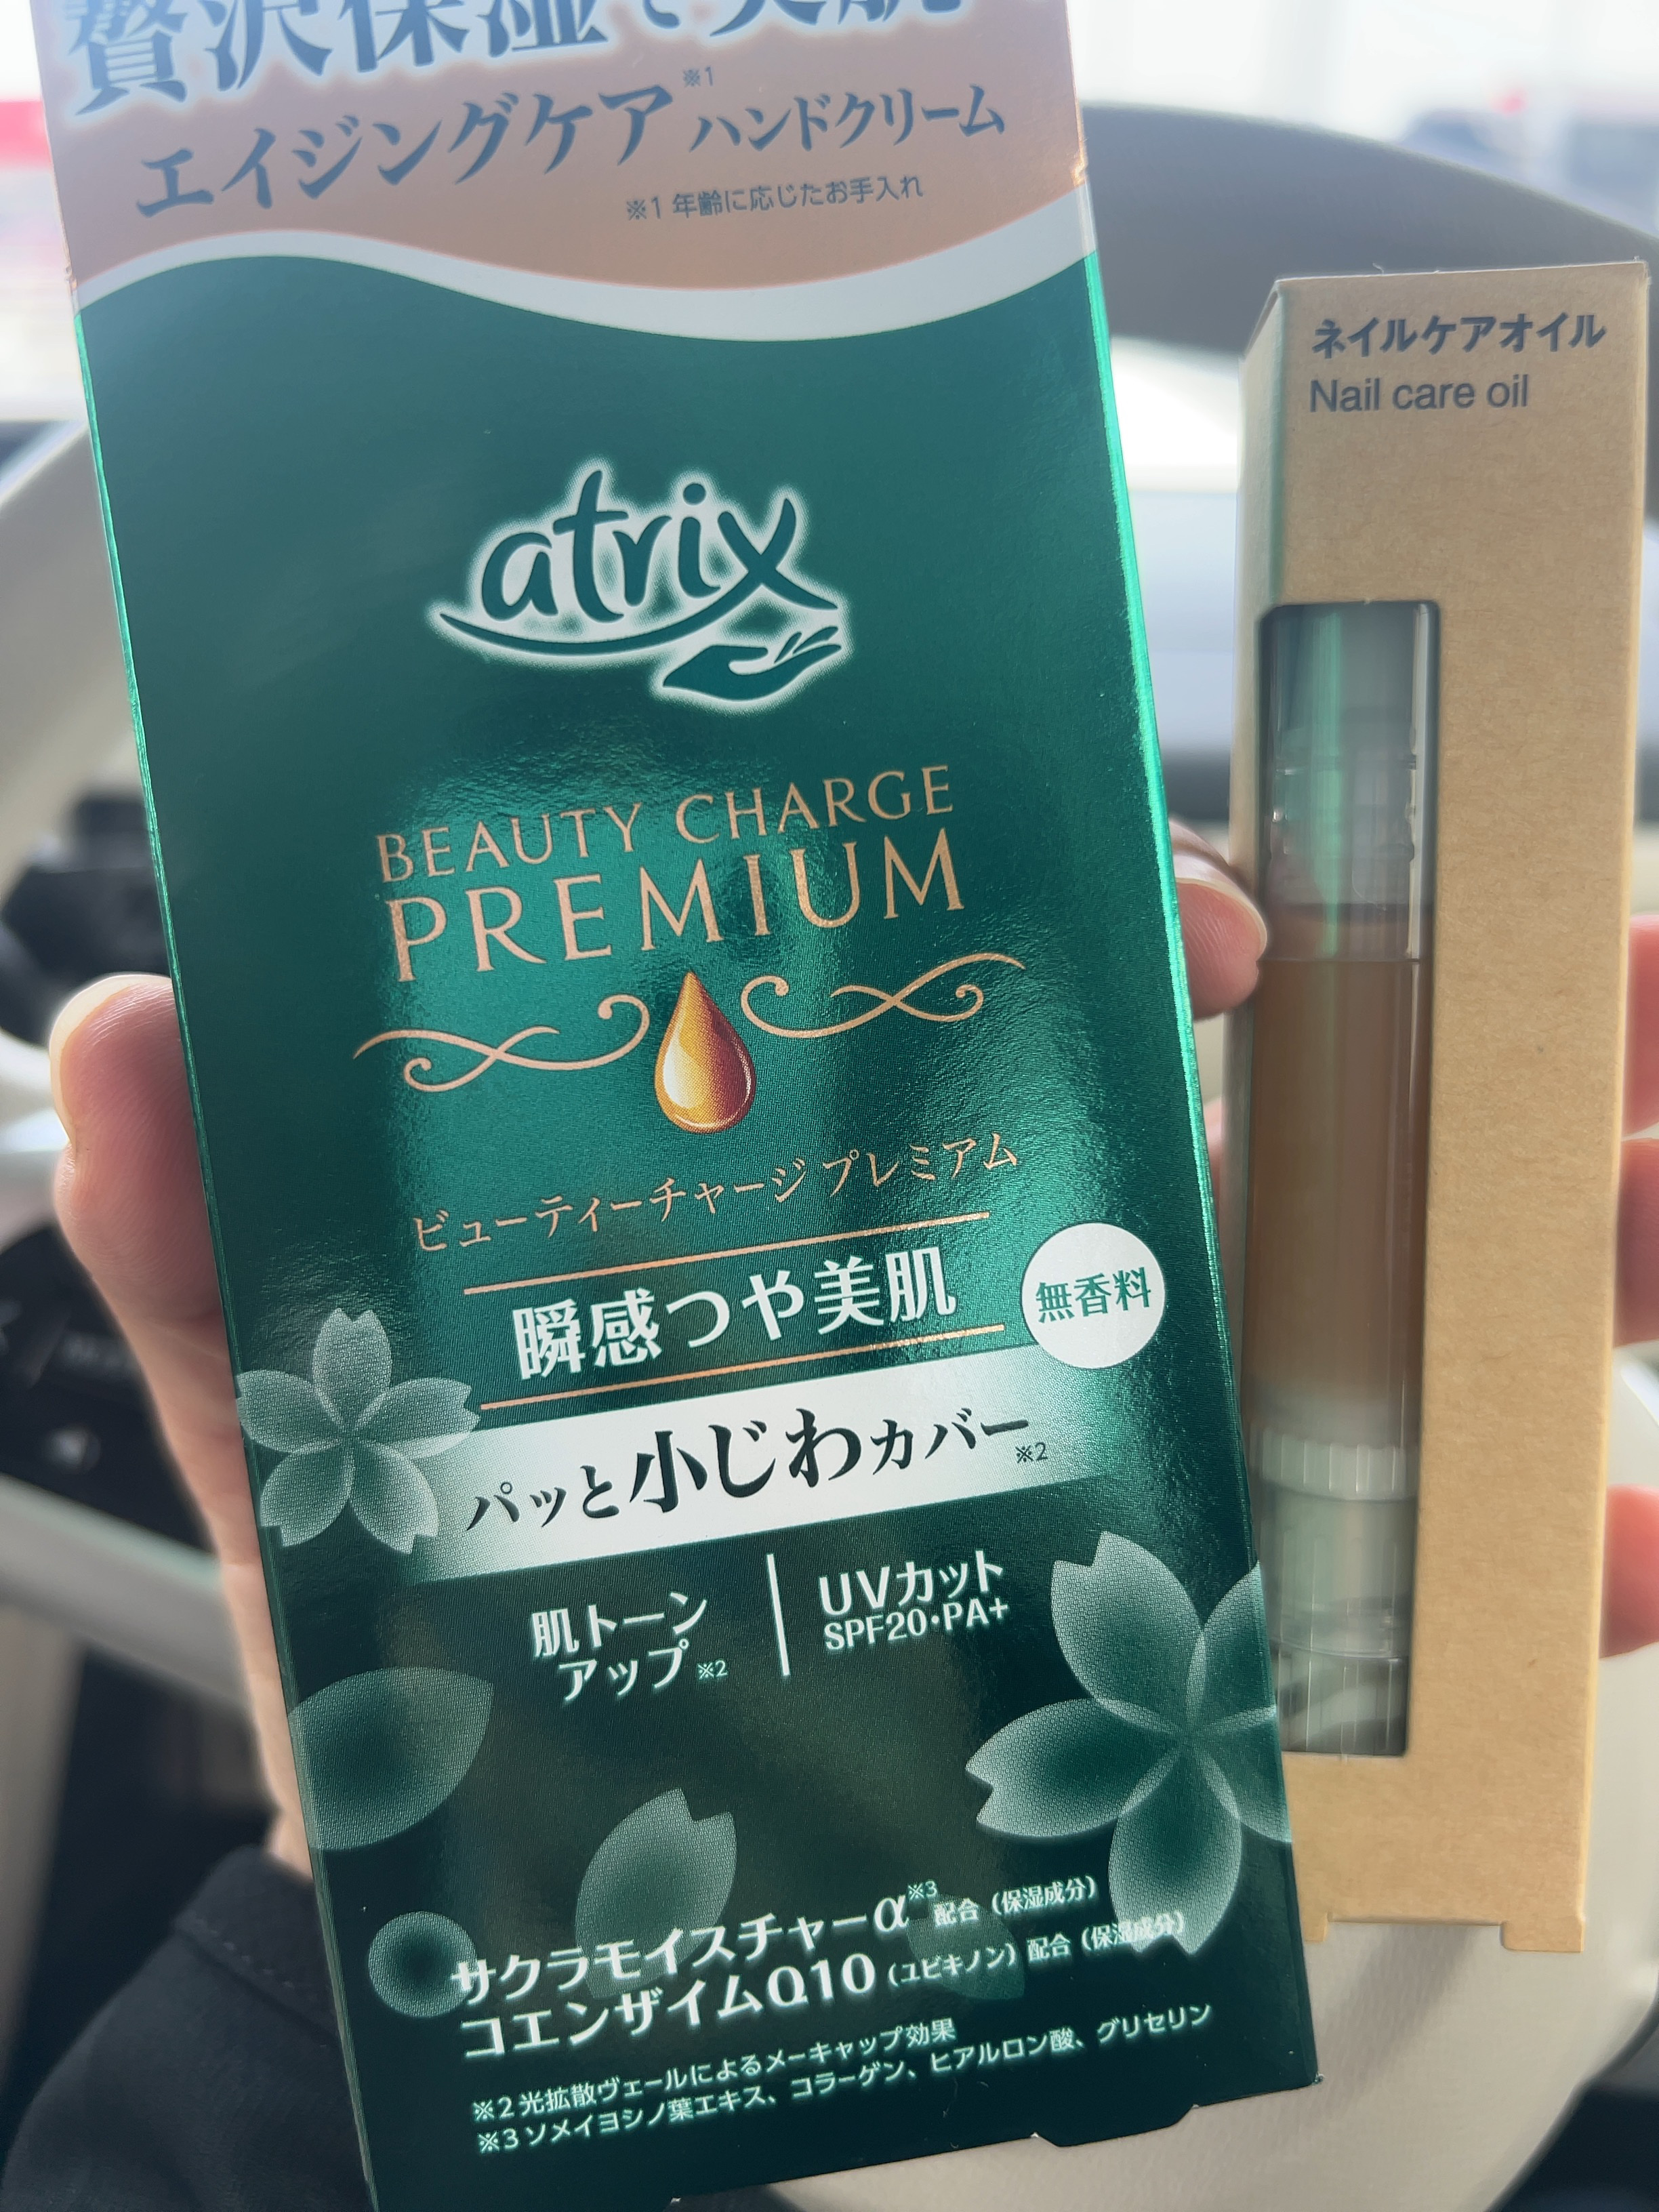 贅沢保湿で美肌
エイジングケア※1 ハンドクリーム
※1 年齢に応じたお手入れ
atrix
BEAUTY CHARGE
PREMIUM
ビューティーチャージ プレミアム
瞬感つや美肌
無香料
パッと小じわカバー※2
肌トーン
アップ※2
UVカット
SPF20・PA+
サクラモイスチャーα※3 配合（保湿成分）
コエンザイムQ10（ユビキノン）配合（保湿成分）
※2 光拡散ヴェールによるメーキャップ効果
※3 ソメイヨシノ葉エキス、コラーゲン、ヒアルロン酸、グリセリン
ネイルケアオイル
Nail care oil